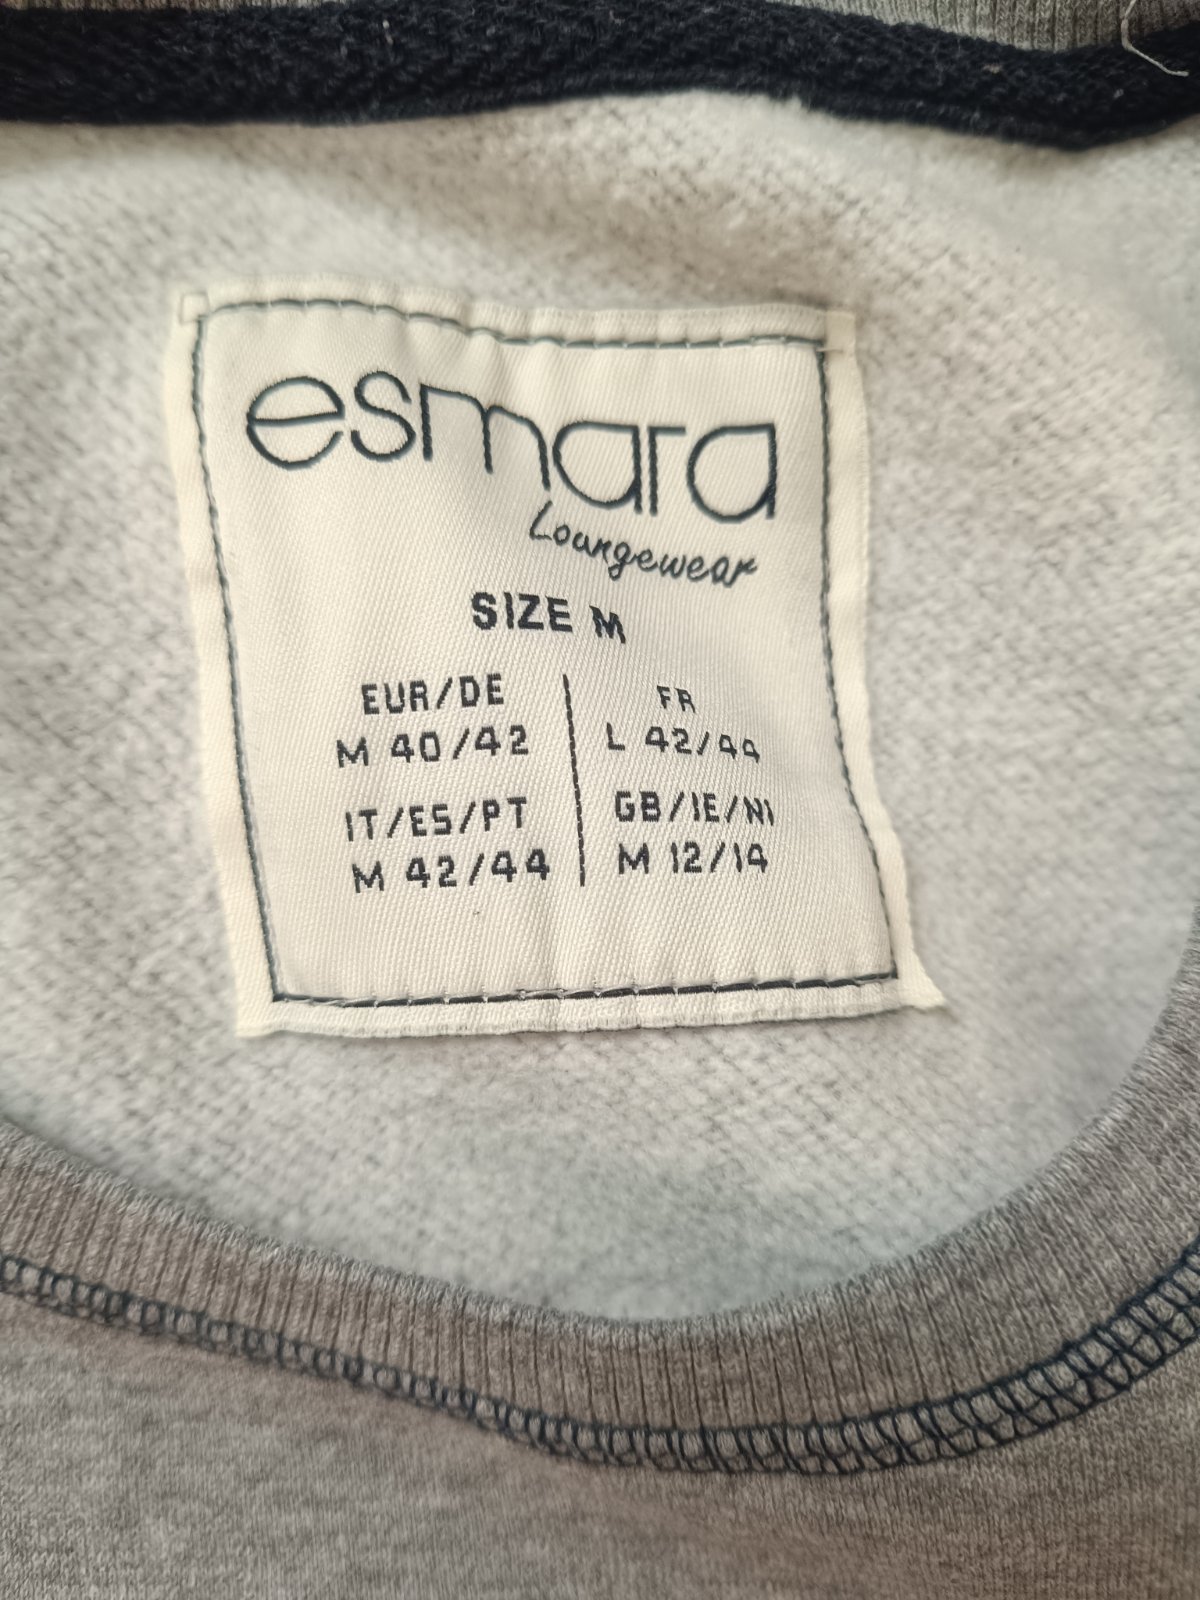 esmara
Loungewear
SIZE M
EUR/DE
M 40/42
FR
L 42/44
IT/ES/PT
M 42/44
GB/IE/NI
M 12/14